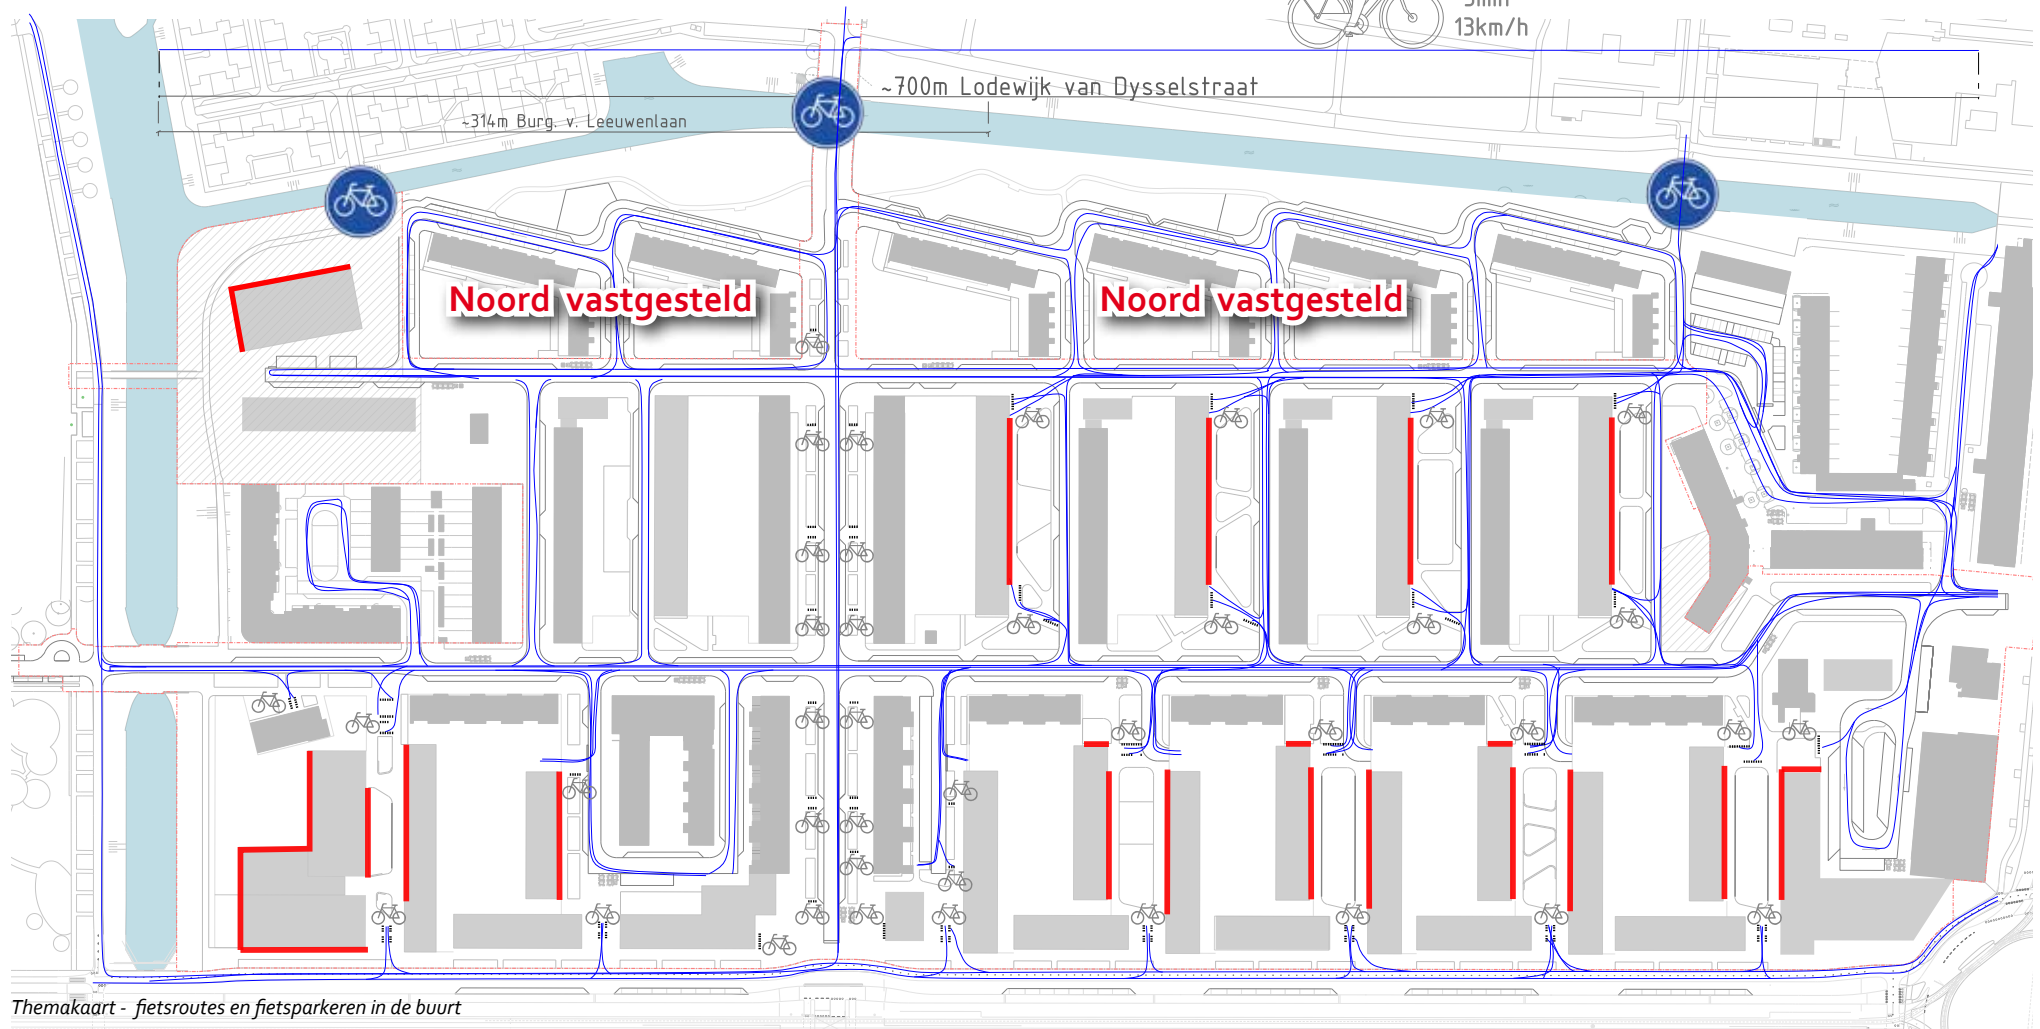 5min
13km/h
~700m Lodewijk van Dysselstraat
~314m Burg. v. Leeuwenlaan
Noord vastgesteld
Noord vastgesteld
Themakaart - fietsroutes en fietsparkeren in de buurt